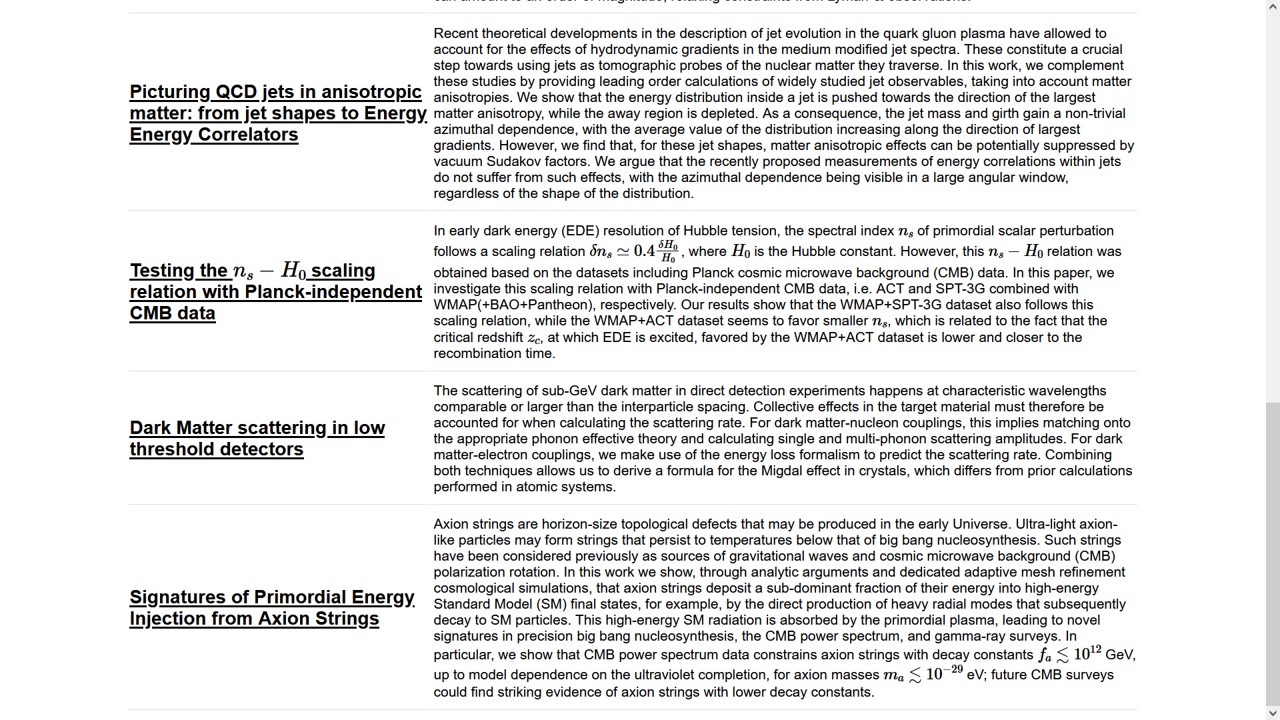 Recent theoretical developments in the description of jet evolution in the quark gluon plasma have allowed to
account for the effects of hydrodynamic gradients in the medium modified jet spectra. These constitute a crucial
step towards using jets as tomographic probes of the nuclear matter they traverse. In this work, we complement
these studies by providing leading order calculations of widely studied jet observables, taking into account matter
anisotropies. We show that the energy distribution inside a jet is pushed towards the direction of the largest
matter anisotropy, while the away region is depleted. As a consequence, the jet mass and girth gain a non-trivial
azimuthal dependence, with the average value of the distribution increasing along the direction of largest
gradients. However, we find that, for these jet shapes, matter anisotropic effects can be potentially suppressed by
vacuum Sudakov factors. We argue that the recently proposed measurements of energy correlations within jets
do not suffer from such effects, with the azimuthal dependence being visible in a large angular window,
regardless of the shape of the distribution.
Picturing QCD jets in anisotropic
matter: from jet shapes to Energy
Energy Correlators
In early dark energy (EDE) resolution of Hubble tension, the spectral index n_s of primordial scalar perturbation
follows a scaling relation δn_s ≃ 0.4 δH_0/H_0, where H_0 is the Hubble constant. However, this n_s − H_0 relation was
obtained based on the datasets including Planck cosmic microwave background (CMB) data. In this paper, we
investigate this scaling relation with Planck-independent CMB data, i.e. ACT and SPT-3G combined with
WMAP(+BAO+Pantheon), respectively. Our results show that the WMAP+SPT-3G dataset also follows this
scaling relation, while the WMAP+ACT dataset seems to favor smaller n_s, which is related to the fact that the
critical redshift z_c, at which EDE is excited, favored by the WMAP+ACT dataset is lower and closer to the
recombination time.
Testing the n_s − H_0 scaling
relation with Planck-independent
CMB data
The scattering of sub-GeV dark matter in direct detection experiments happens at characteristic wavelengths
comparable or larger than the interparticle spacing. Collective effects in the target material must therefore be
accounted for when calculating the scattering rate. For dark matter-nucleon couplings, this implies matching onto
the appropriate phonon effective theory and calculating single and multi-phonon scattering amplitudes. For dark
matter-electron couplings, we make use of the energy loss formalism to predict the scattering rate. Combining
both techniques allows us to derive a formula for the Migdal effect in crystals, which differs from prior calculations
performed in atomic systems.
Dark Matter scattering in low
threshold detectors
Axion strings are horizon-size topological defects that may be produced in the early Universe. Ultra-light axion-
like particles may form strings that persist to temperatures below that of big bang nucleosynthesis. Such strings
have been considered previously as sources of gravitational waves and cosmic microwave background (CMB)
polarization rotation. In this work we show, through analytic arguments and dedicated adaptive mesh refinement
cosmological simulations, that axion strings deposit a sub-dominant fraction of their energy into high-energy
Standard Model (SM) final states, for example, by the direct production of heavy radial modes that subsequently
decay to SM particles. This high-energy SM radiation is absorbed by the primordial plasma, leading to novel
signatures in precision big bang nucleosynthesis, the CMB power spectrum, and gamma-ray surveys. In
particular, we show that CMB power spectrum data constrains axion strings with decay constants f_a ≲ 10^12 GeV,
up to model dependence on the ultraviolet completion, for axion masses m_a ≲ 10^−29 eV; future CMB surveys
could find striking evidence of axion strings with lower decay constants.
Signatures of Primordial Energy
Injection from Axion Strings